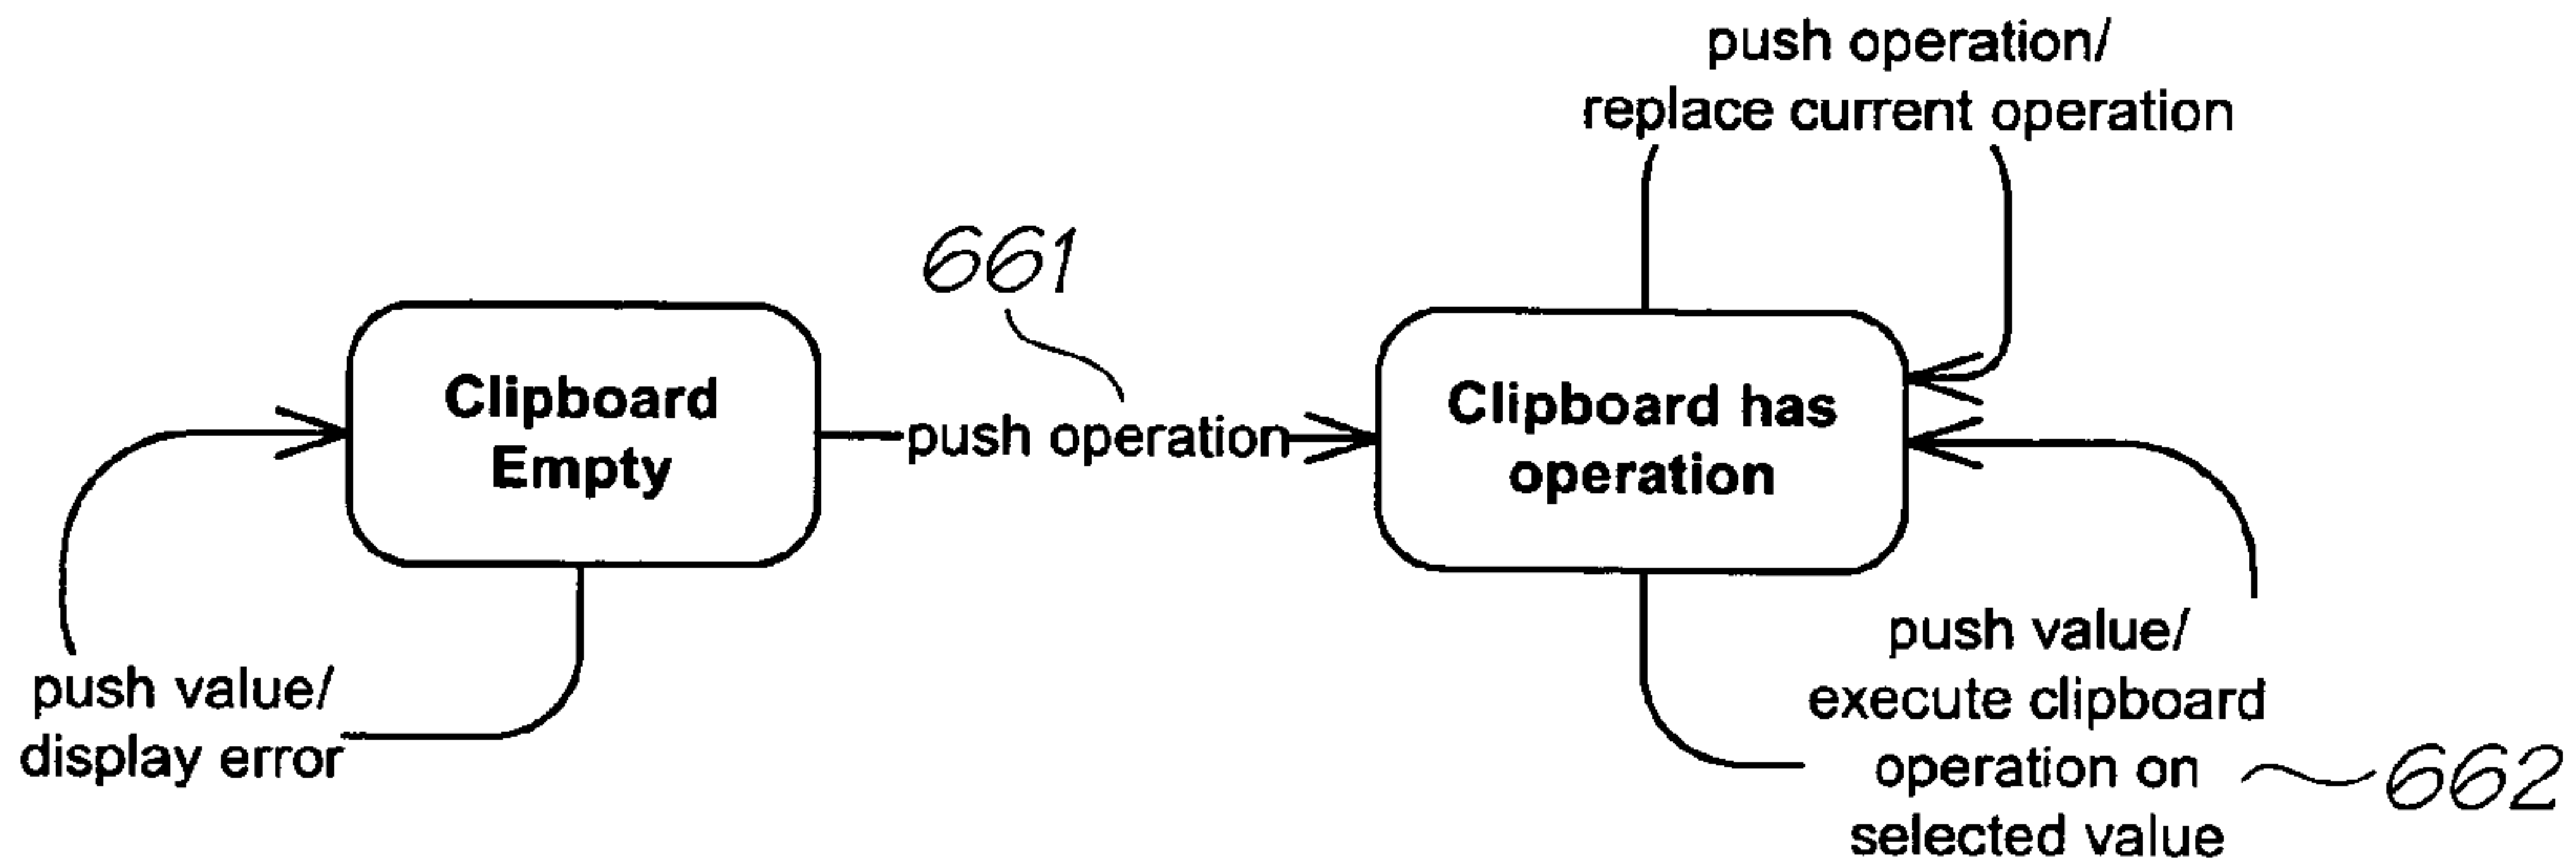 push operation/
replace current operation
661
Clipboard
Empty
push operation
Clipboard has
operation
push value/
display error
push value/
execute clipboard
operation on
selected value
662